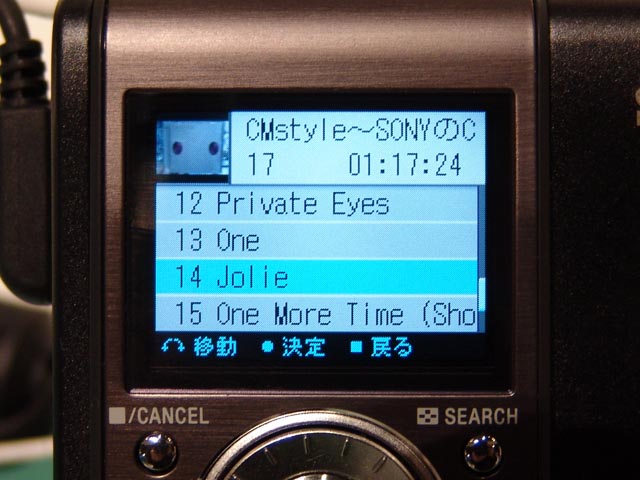 CMstyle～SONYのC
17 01:17:24
12 Private Eyes
13 One
14 Jolie
15 One More Time (Sho
移動 ● 決定 ■ 戻る
■/CANCEL
SEARCH